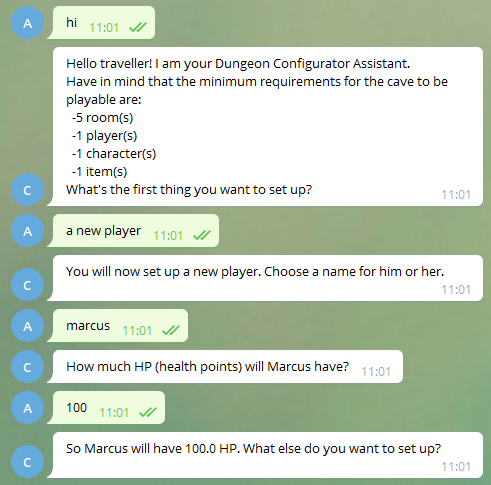 A
hi
11:01
Hello traveller! I am your Dungeon Configurator Assistant.
Have in mind that the minimum requirements for the cave to be
playable are:
-5 room(s)
-1 player(s)
-1 character(s)
-1 item(s)
What's the first thing you want to set up?
C
11:01
A
a new player
11:01
You will now set up a new player. Choose a name for him or her.
C
11:01
A
marcus
11:01
C
How much HP (health points) will Marcus have?
11:01
A
100
11:01
So Marcus will have 100.0 HP. What else do you want to set up?
C
11:01